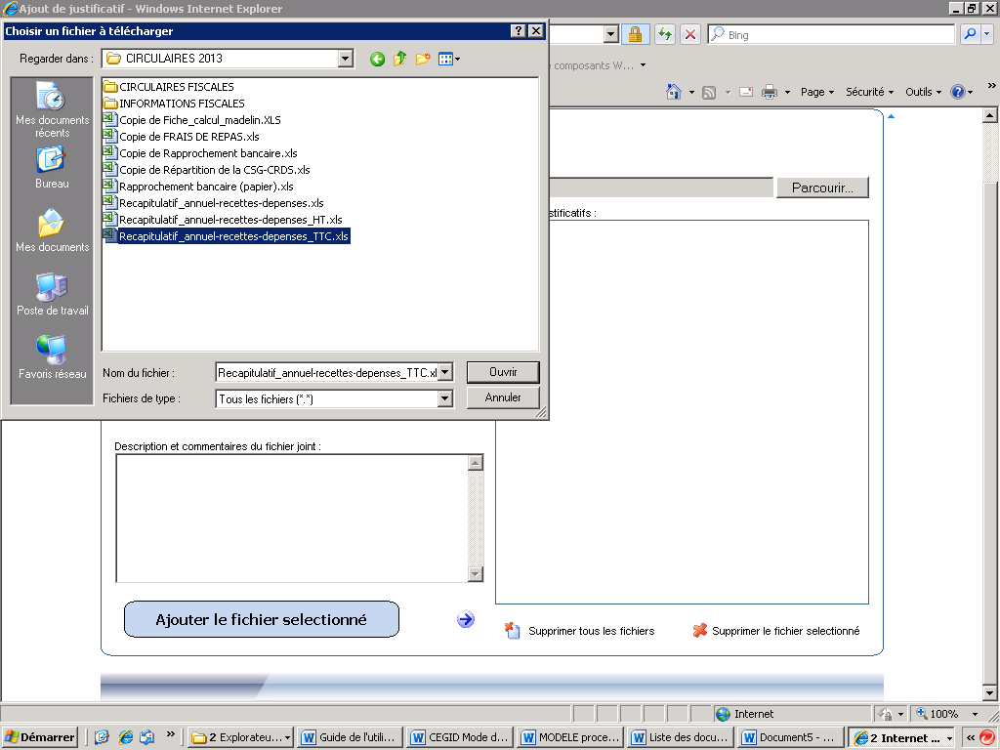 Ajout de justificatif - Windows Internet Explorer
Choisir un fichier à télécharger
Regarder dans :
CIRCULAIRES 2013
Bing
composants W...
Page
Sécurité
Outils
Mes documents récents
Bureau
Mes documents
Poste de travail
Favoris réseau
CIRCULAIRES FISCALES
INFORMATIONS FISCALES
Copie de Fiche_calcul_madelin.XLS
Copie de FRAIS DE REPAS.xls
Copie de Rapprochement bancaire.xls
Copie de Répartition de la CSG-CRDS.xls
Rapprochement bancaire (papier).xls
Recapitulatif_annuel-recettes-depenses.xls
Recapitulatif_annuel-recettes-depenses_HT.xls
Recapitulatif_annuel-recettes-depenses_TTC.xls
Parcourir...
stificatifs :
Nom du fichier :
Recapitulatif_annuel-recettes-depenses_TTC.xl
Ouvrir
Fichiers de type :
Tous les fichiers (*.*)
Annuler
Description et commentaires du fichier joint :
Ajouter le fichier selectionné
Supprimer tous les fichiers
Supprimer le fichier selectionné
Internet
100%
Démarrer
»
2 Explorateu...
Guide de l'utili...
CEGID Mode d...
MODELE proce...
Liste des docu...
Document5 - ...
2 Internet ...
«